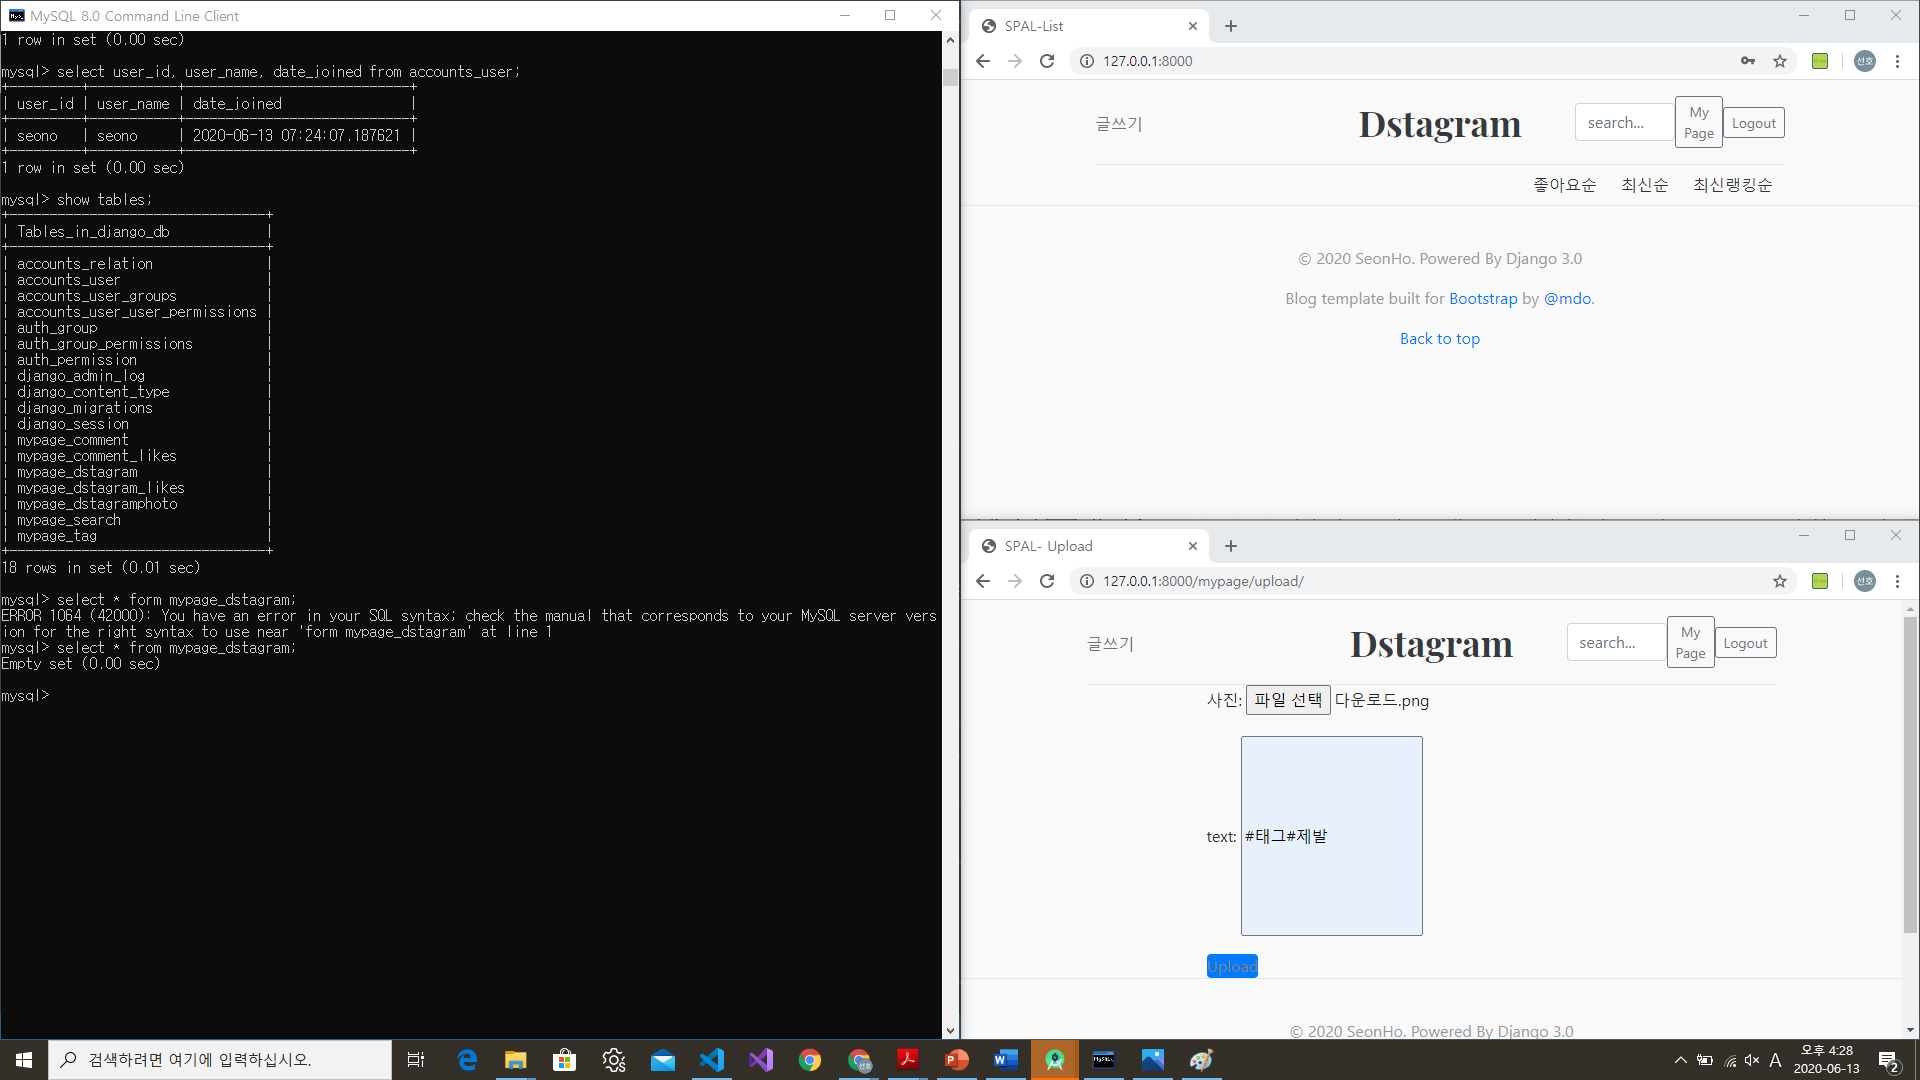 MySQL 8.0 Command Line Client
1 row in set (0.00 sec)
mysql> select user_id, user_name, date_joined from accounts_user;
+---------+-----------+----------------------------+
| user_id | user_name | date_joined                |
+---------+-----------+----------------------------+
| seono   | seono     | 2020-06-13 07:24:07.187621 |
+---------+-----------+----------------------------+
1 row in set (0.00 sec)
mysql> show tables;
+--------------------------------+
| Tables_in_django_db            |
+--------------------------------+
| accounts_relation              |
| accounts_user                  |
| accounts_user_groups           |
| accounts_user_user_permissions |
| auth_group                     |
| auth_group_permissions         |
| auth_permission                |
| django_admin_log               |
| django_content_type            |
| django_migrations              |
| django_session                 |
| mypage_comment                 |
| mypage_comment_likes           |
| mypage_dstagram                |
| mypage_dstagram_likes          |
| mypage_dstagramphoto           |
| mypage_search                  |
| mypage_tag                     |
+--------------------------------+
18 rows in set (0.01 sec)
mysql> select * form mypage_dstagram;
ERROR 1064 (42000): You have an error in your SQL syntax; check the manual that corresponds to your MySQL server vers
ion for the right syntax to use near 'form mypage_dstagram' at line 1
mysql> select * from mypage_dstagram;
Empty set (0.00 sec)
mysql>
SPAL-List
127.0.0.1:8000
선호
글쓰기
Dstagram
search...
My
Page
Logout
좋아요순 최신순 최신랭킹순
© 2020 SeonHo. Powered By Django 3.0
Blog template built for Bootstrap by @mdo.
Back to top
SPAL- Upload
127.0.0.1:8000/mypage/upload/
선호
글쓰기
Dstagram
search...
My
Page
Logout
사진: 파일 선택 다운로드.png
text: #태그#제발
Upload
© 2020 SeonHo. Powered By Django 3.0
검색하려면 여기에 입력하십시오.
선호
MySQL
A
오후 4:28
2020-06-13
2